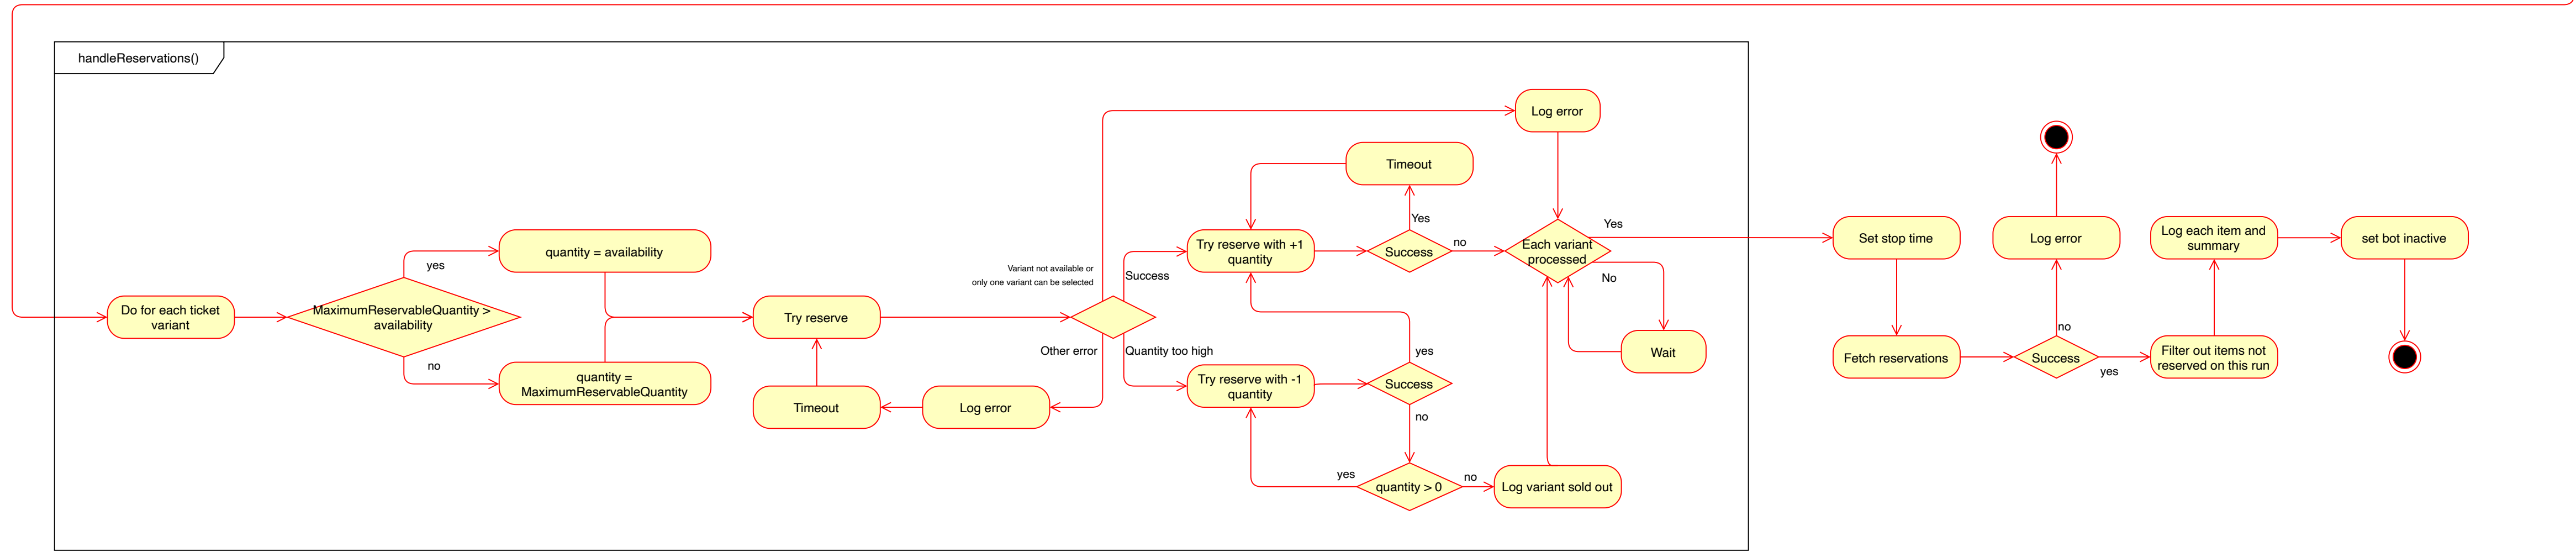 handleReservations()
Do for each ticket
variant
MaximumReservableQuantity >
availability
yes
no
quantity = availability
quantity =
MaximumReservableQuantity
Try reserve
Timeout
Log error
Variant not available or
only one variant can be selected
Success
Other error
Quantity too high
Try reserve with +1
quantity
Timeout
Yes
Success
no
Try reserve with -1
quantity
yes
Success
no
yes
quantity > 0
no
Log variant sold out
Log error
Each variant
processed
Yes
No
Wait
Set stop time
Fetch reservations
Log error
no
Success
yes
Log each item and
summary
Filter out items not
reserved on this run
set bot inactive